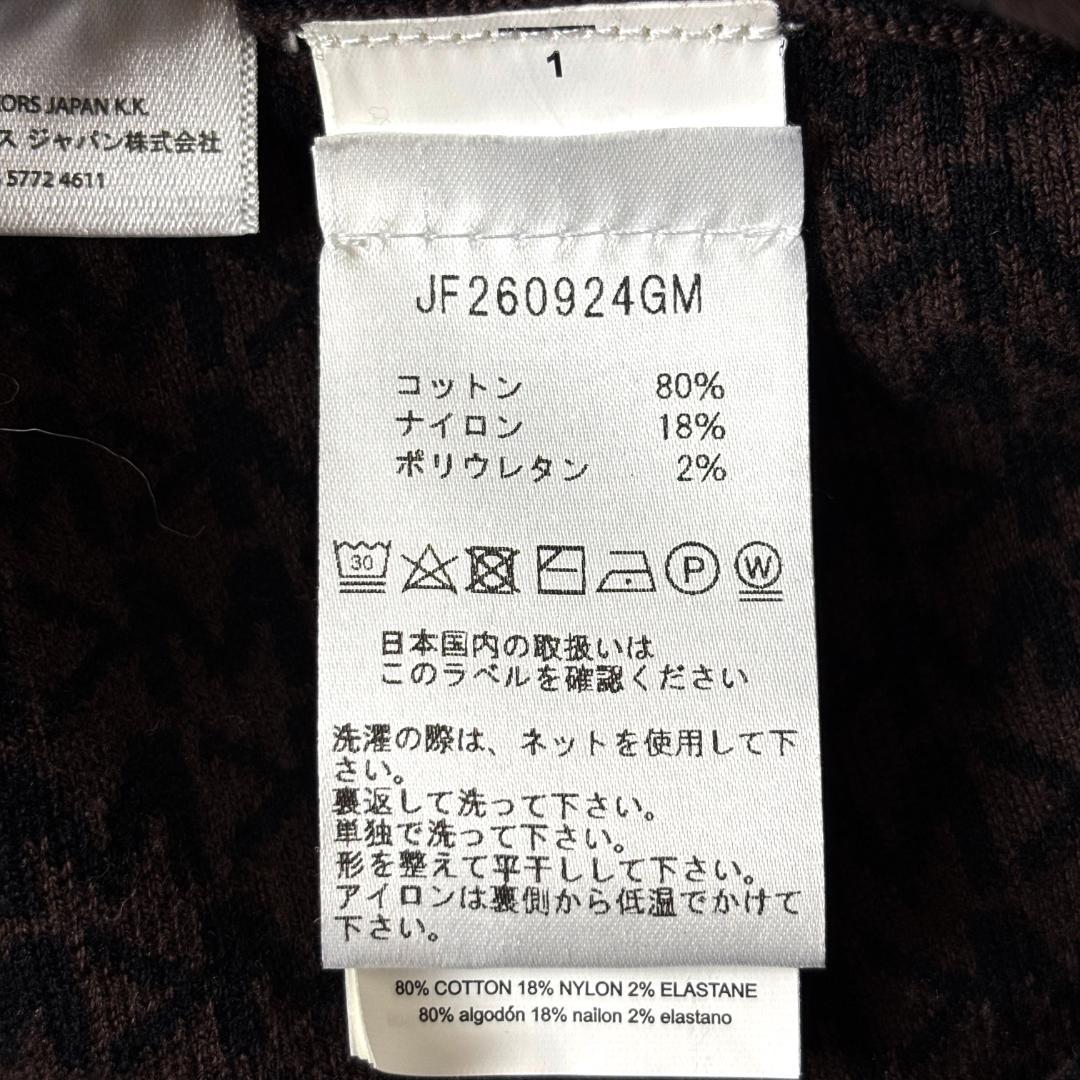 ORS JAPAN K.K.
ス ジャパン株式会社
5772 4611
1
JF260924GM
コットン 80%
ナイロン 18%
ポリウレタン 2%
30
P
W
日本国内の取扱いは
このラベルを確認ください
洗濯の際は、ネットを使用して下
さい。
裏返して洗って下さい。
単独で洗って下さい。
形を整えて平干しして下さい。
アイロンは裏側から低温でかけて
下さい。
80% COTTON 18% NYLON 2% ELASTANE
80% algodón 18% nailon 2% elastano